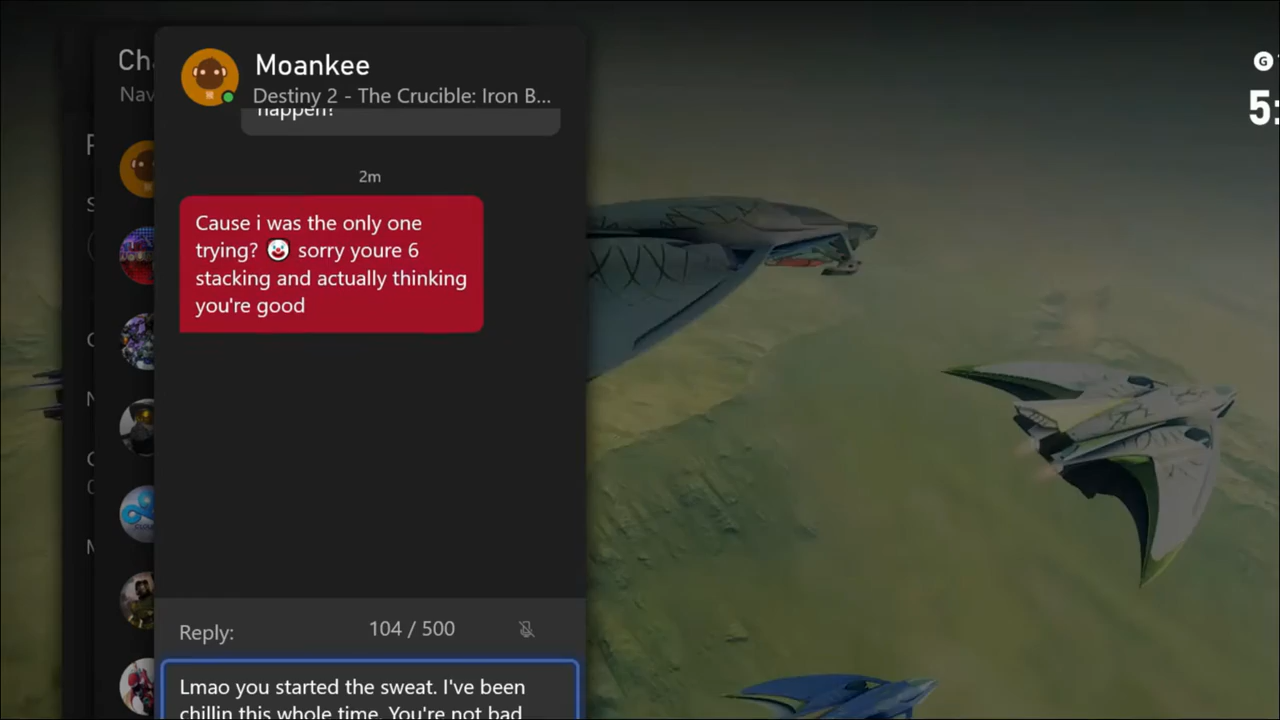 Cha
Nav
Moankee
Destiny 2 - The Crucible: Iron B...
happen?
2m
Cause i was the only one
trying? 🤡 sorry youre 6
stacking and actually thinking
you're good
Reply:
104 / 500
Lmao you started the sweat. I've been
chillin this whole time. You're not bad
G
5: